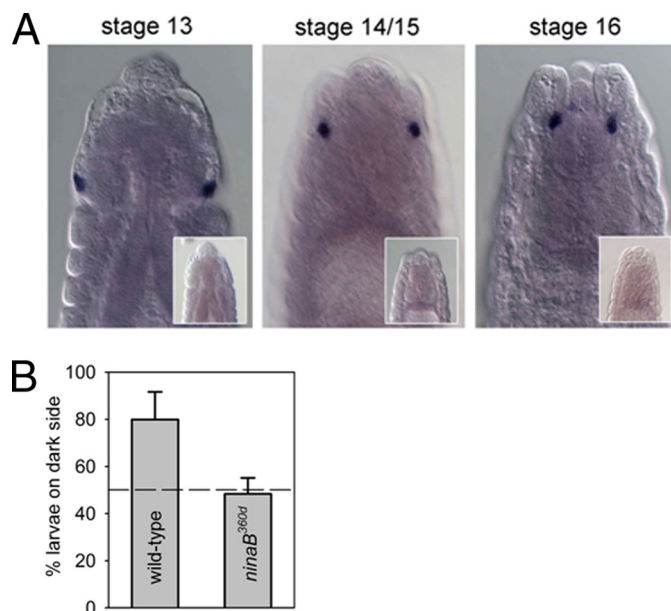 A
stage 13
stage 14/15
stage 16
B
% larvae on dark side
100
80
60
40
20
0
wild-type
ninaB360d